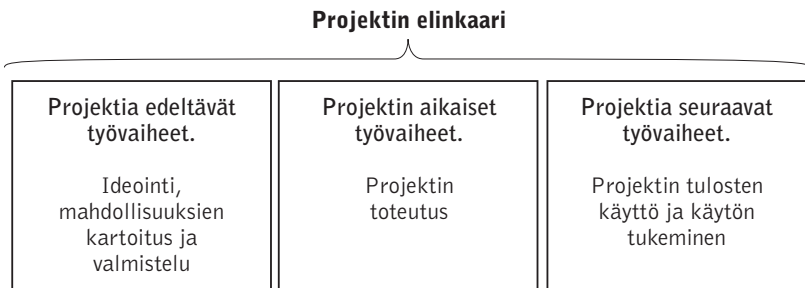 Projektin elinkaari
Projektia edeltävät
työvaiheet.
Ideointi,
mahdollisuuksien
kartoitus ja
valmistelu
Projektin aikaiset
työvaiheet.
Projektin
toteutus
Projektia seuraavat
työvaiheet.
Projektin tulosten
käyttö ja käytön
tukeminen